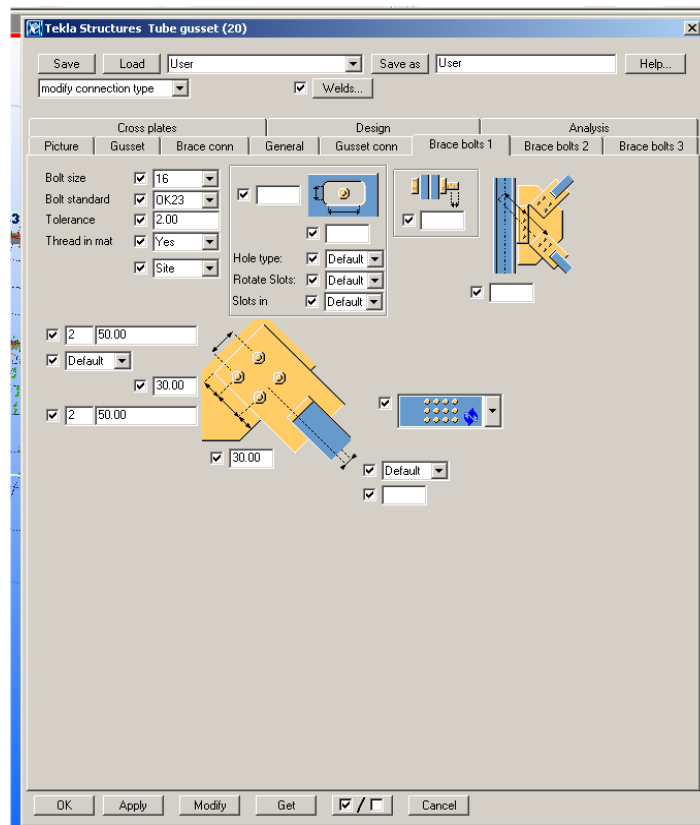 Tekla Structures Tube gusset (20)
Save Load User Save as User Help...
modify connection type Welds...
Cross plates Design Analysis
Picture Gusset Brace conn General Gusset conn Brace bolts 1 Brace bolts 2 Brace bolts 3
Bolt size 16
Bolt standard OK23
Tolerance 2.00
Thread in mat Yes
Site
Hole type: Default
Rotate Slots: Default
Slots in Default
2 50.00
Default
30.00
2 50.00
30.00
Default
OK Apply Modify Get / Cancel
3